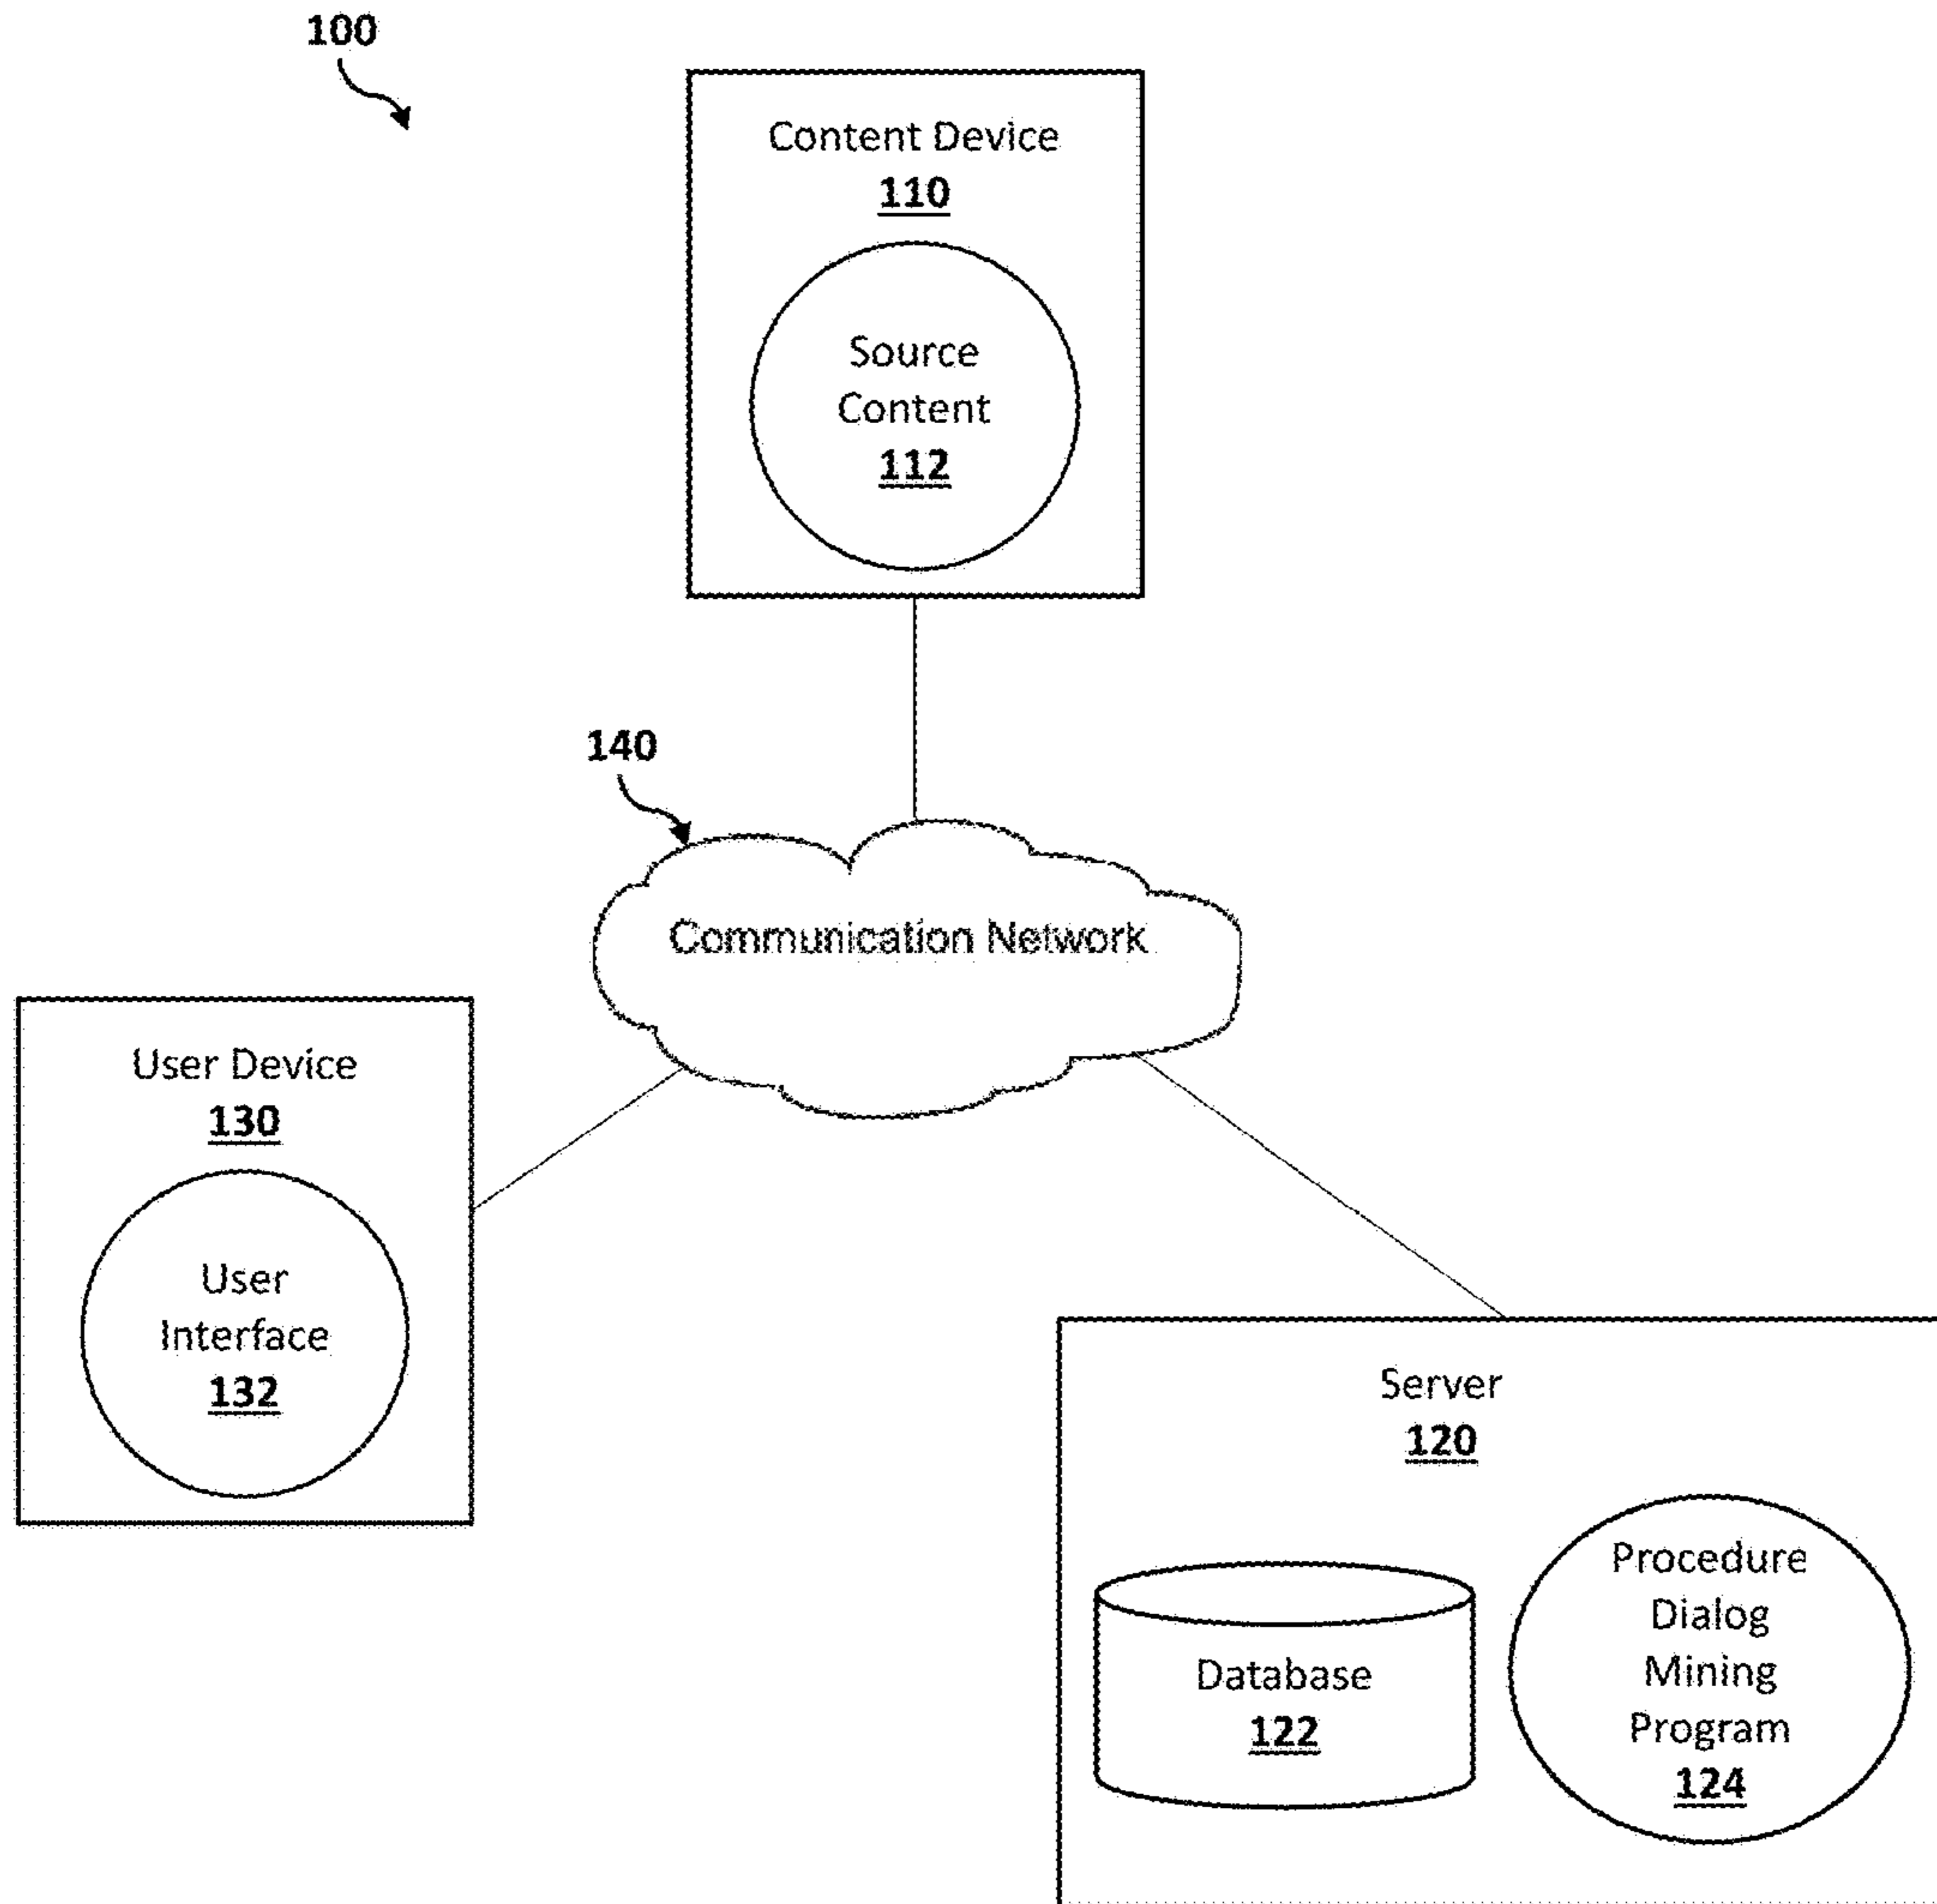 100
Content Device
110
Source
Content
112
140
Communication Network
User Device
130
User
Interface
132
Server
120
Database
122
Procedure
Dialog
Mining
Program
124